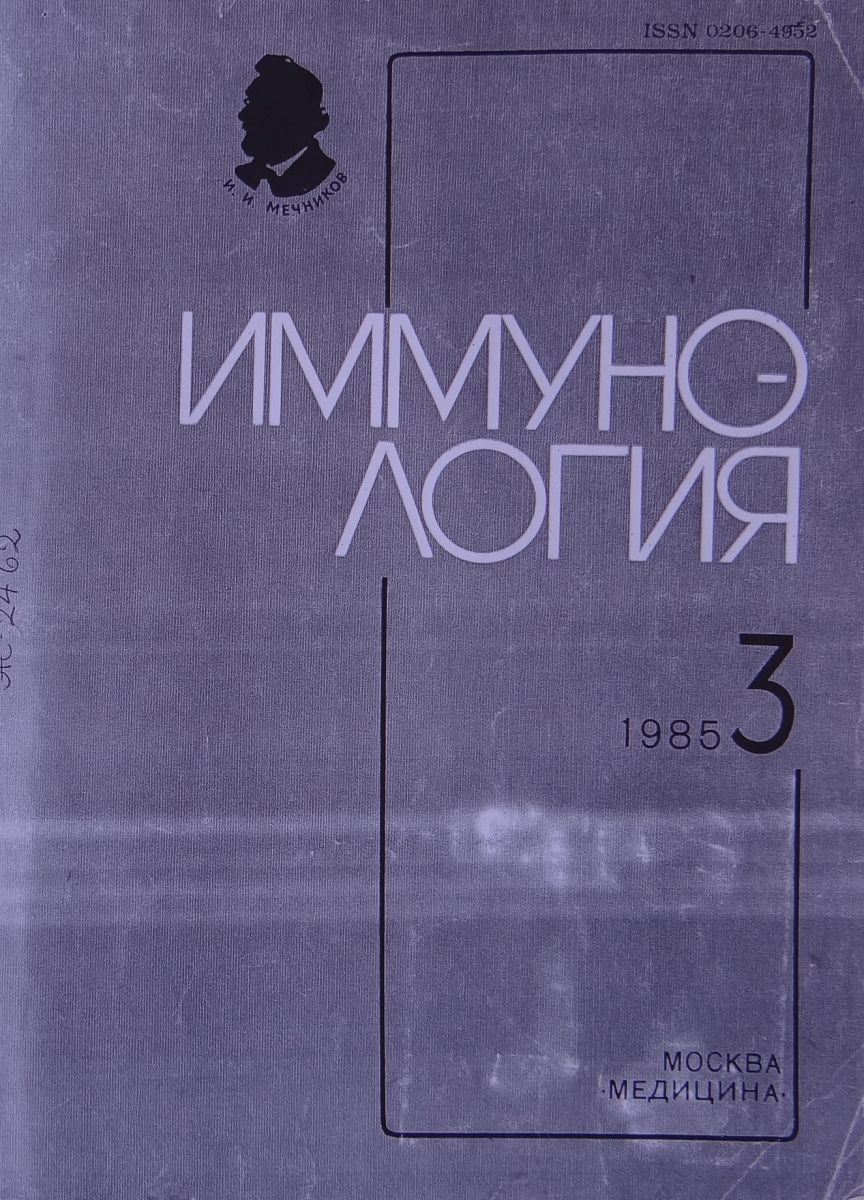 ISSN 0206-4952
И. И. МЕЧНИКОВ
ИММУНО-
ЛОГИЯ
3
1985
МОСКВА
·МЕДИЦИНА·